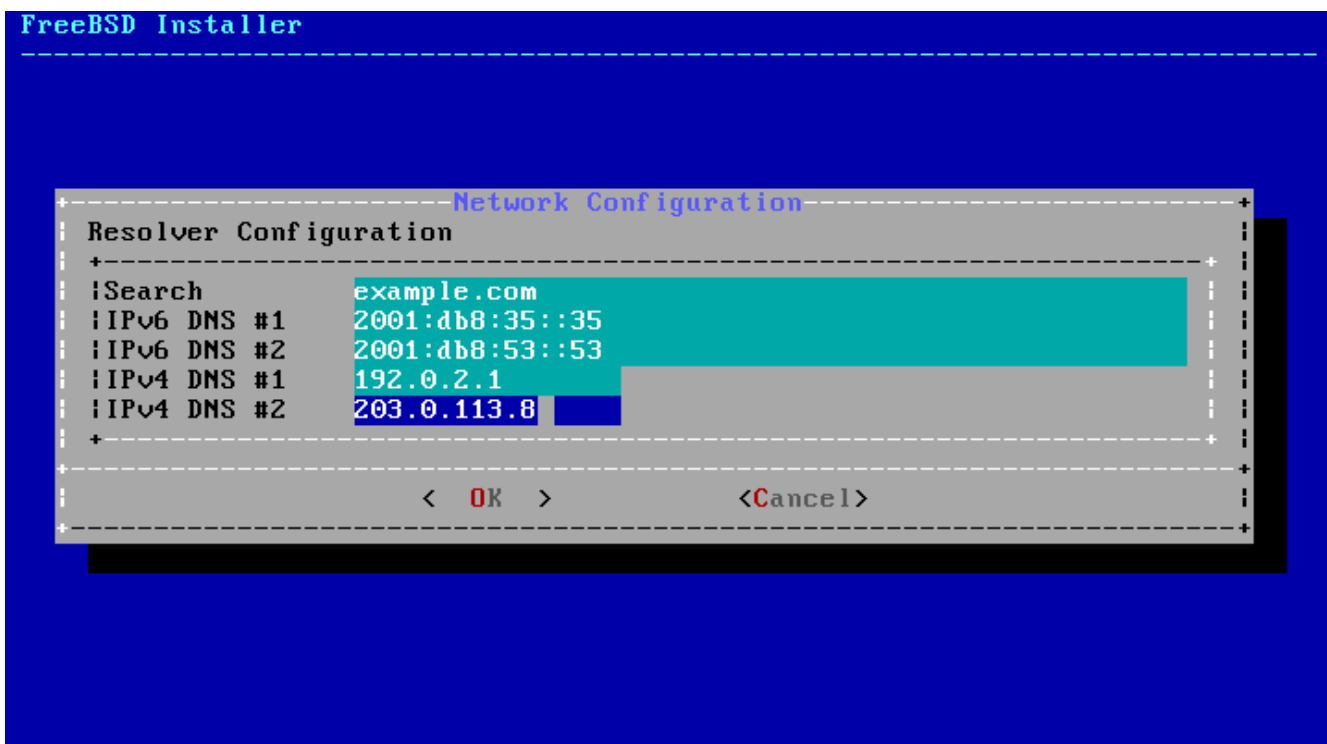 FreeBSD Installer
Network Configuration
Resolver Configuration
Search example.com
IPv6 DNS #1 2001:db8:35::35
IPv6 DNS #2 2001:db8:53::53
IPv4 DNS #1 192.0.2.1
IPv4 DNS #2 203.0.113.8
< OK > <Cancel>